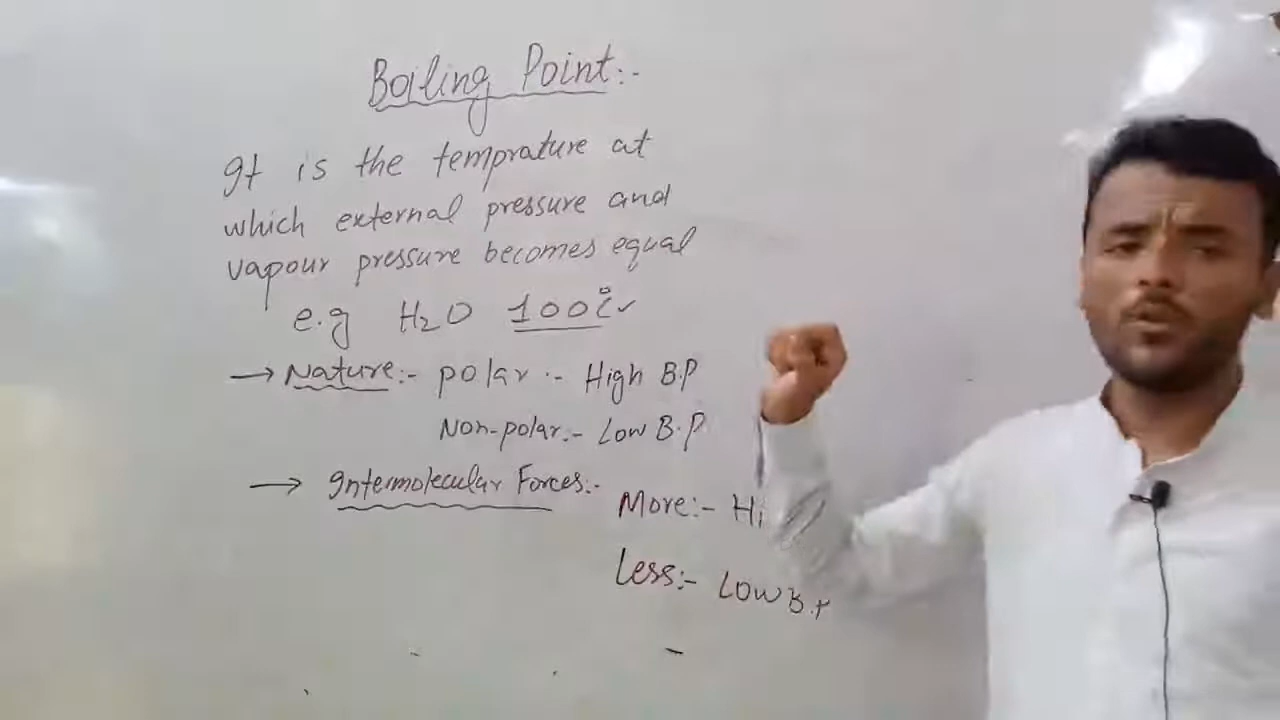 Boiling Point:-
It is the temprature at
which external pressure and
vapour pressure becomes equal
e.g H₂O 100°C
→ Nature:- polar :- High B.P
Non-polar:- Low B.P
→ Intermolecular Forces:-
More:- Hi
Less:- Low B.P